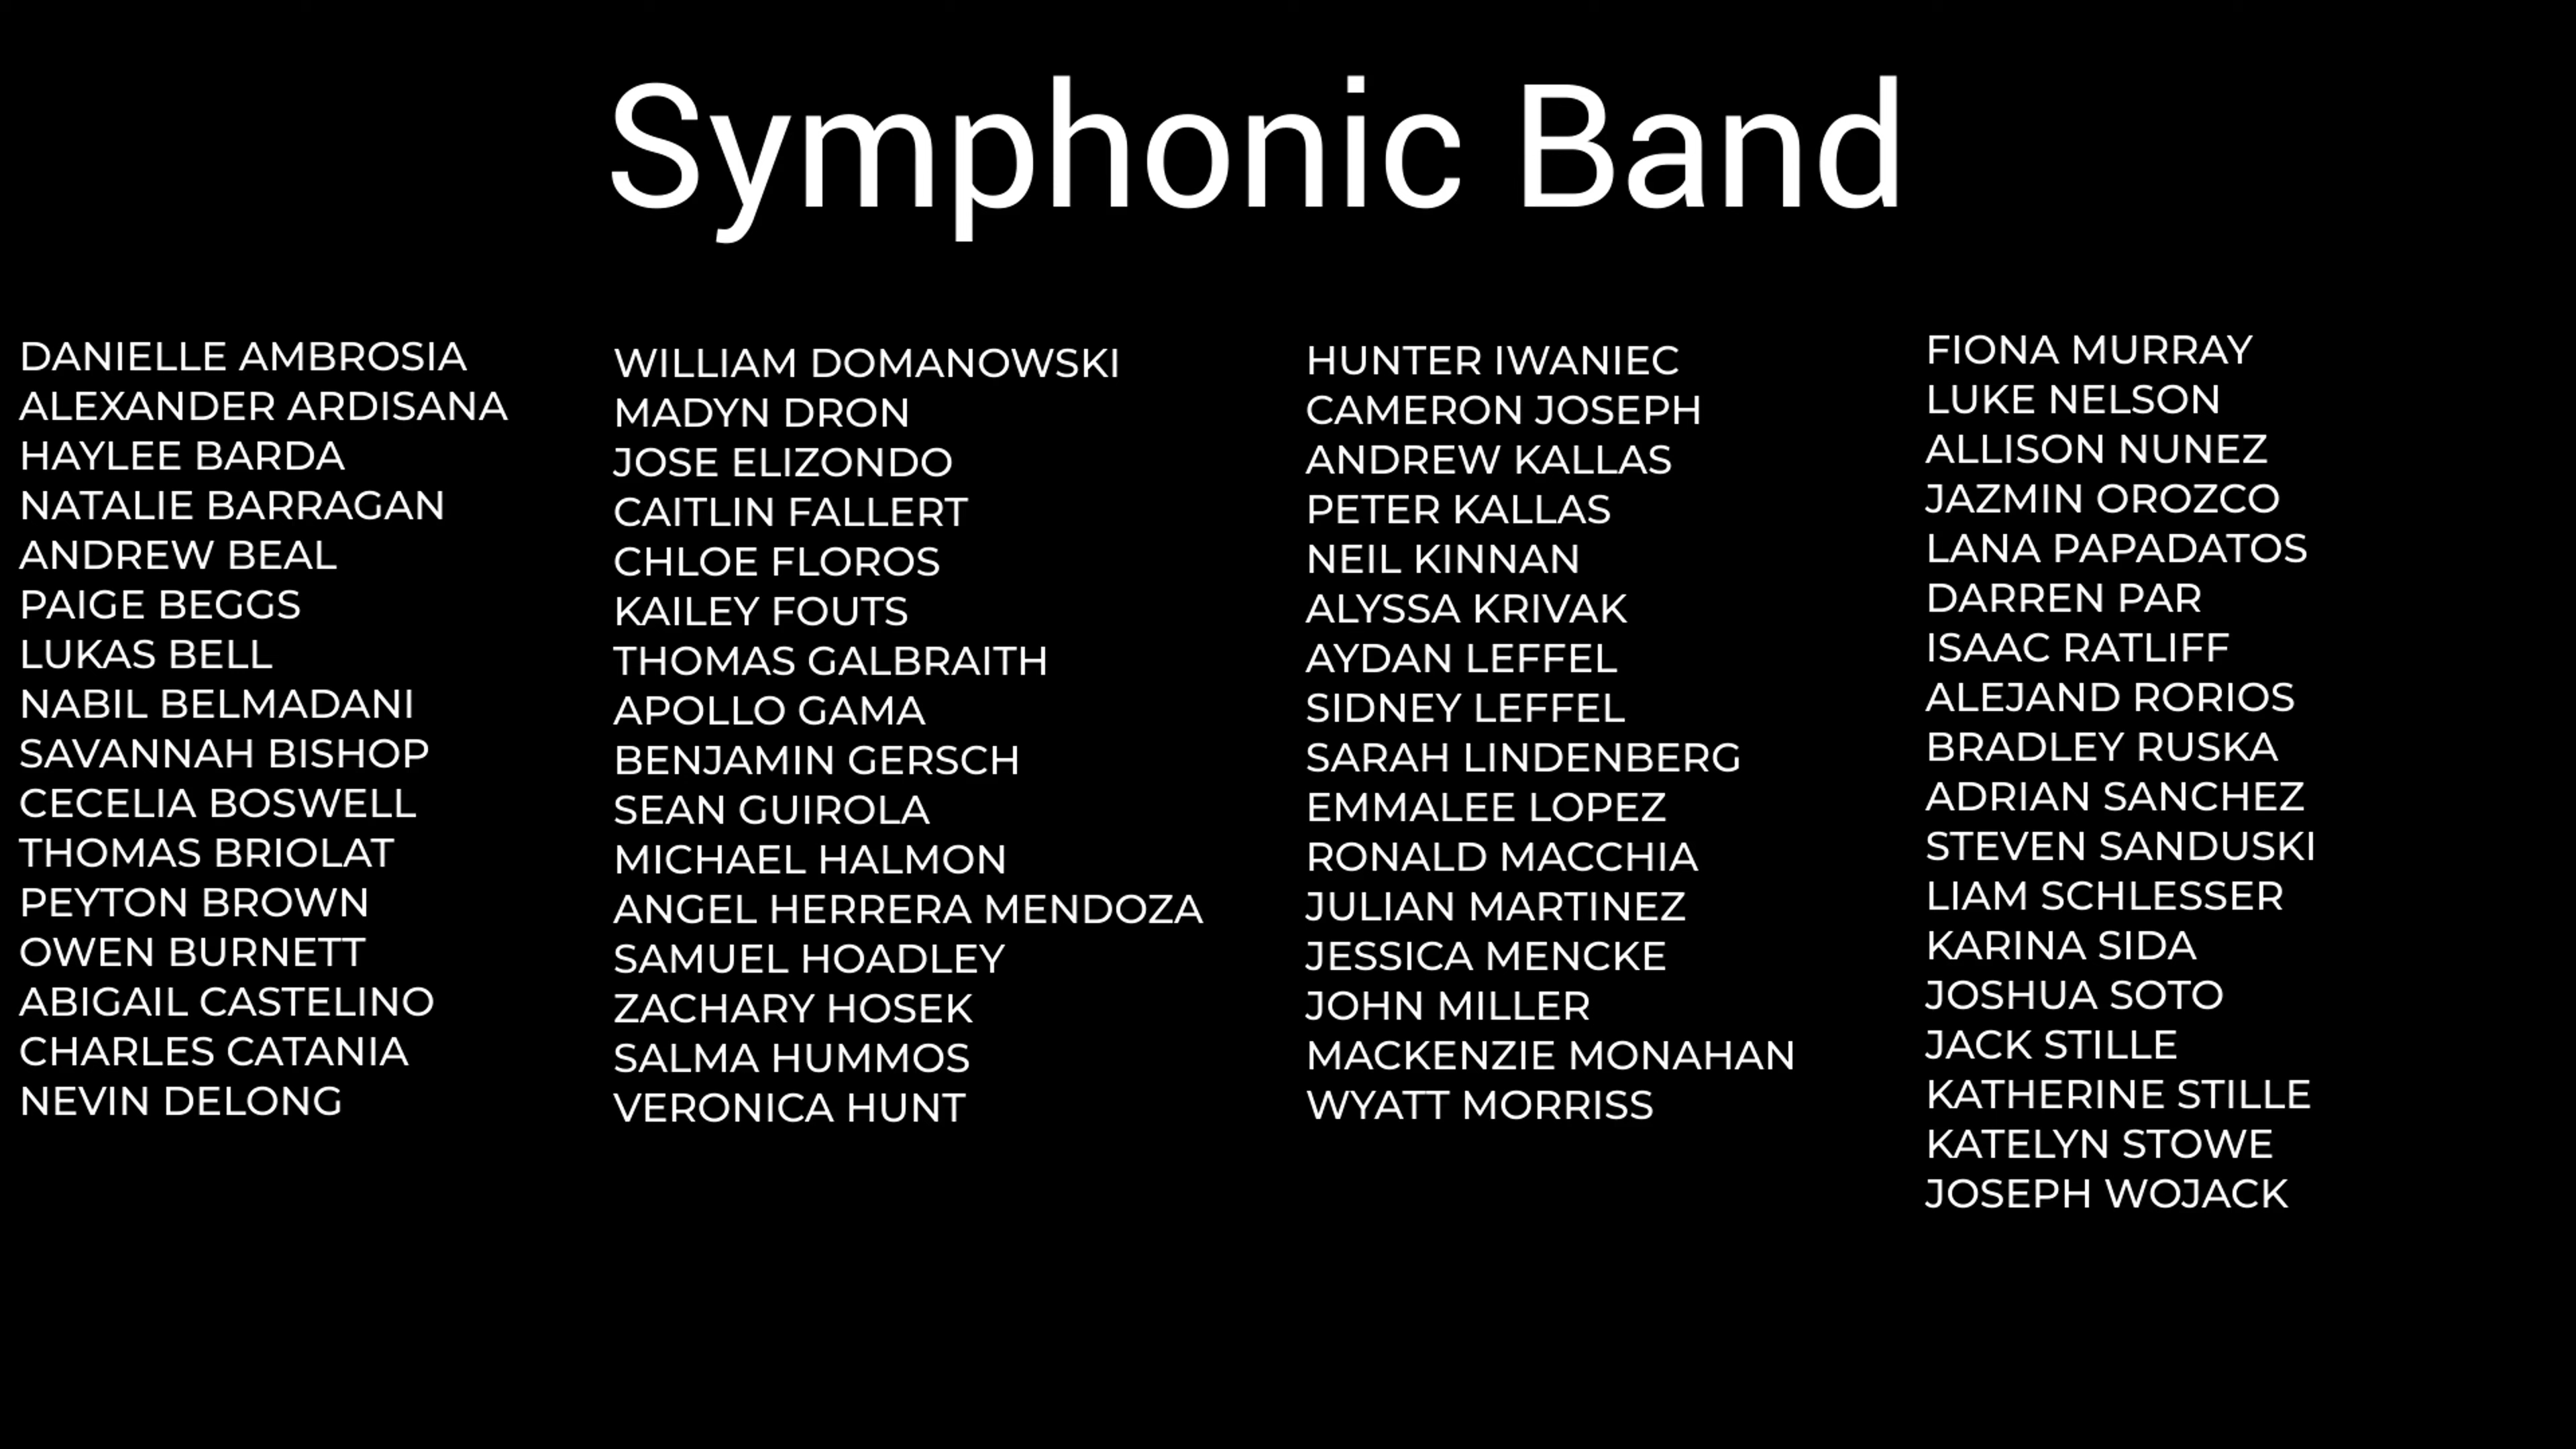 Symphonic Band
DANIELLE AMBROSIA
ALEXANDER ARDISANA
HAYLEE BARDA
NATALIE BARRAGAN
ANDREW BEAL
PAIGE BEGGS
LUKAS BELL
NABIL BELMADANI
SAVANNAH BISHOP
CECELIA BOSWELL
THOMAS BRIOLAT
PEYTON BROWN
OWEN BURNETT
ABIGAIL CASTELINO
CHARLES CATANIA
NEVIN DELONG
WILLIAM DOMANOWSKI
MADYN DRON
JOSE ELIZONDO
CAITLIN FALLERT
CHLOE FLOROS
KAILEY FOUTS
THOMAS GALBRAITH
APOLLO GAMA
BENJAMIN GERSCH
SEAN GUIROLA
MICHAEL HALMON
ANGEL HERRERA MENDOZA
SAMUEL HOADLEY
ZACHARY HOSEK
SALMA HUMMOS
VERONICA HUNT
HUNTER IWANIEC
CAMERON JOSEPH
ANDREW KALLAS
PETER KALLAS
NEIL KINNAN
ALYSSA KRIVAK
AYDAN LEFFEL
SIDNEY LEFFEL
SARAH LINDENBERG
EMMALEE LOPEZ
RONALD MACCHIA
JULIAN MARTINEZ
JESSICA MENCKE
JOHN MILLER
MACKENZIE MONAHAN
WYATT MORRISS
FIONA MURRAY
LUKE NELSON
ALLISON NUNEZ
JAZMIN OROZCO
LANA PAPADATOS
DARREN PAR
ISAAC RATLIFF
ALEJAND RORIOS
BRADLEY RUSKA
ADRIAN SANCHEZ
STEVEN SANDUSKI
LIAM SCHLESSER
KARINA SIDA
JOSHUA SOTO
JACK STILLE
KATHERINE STILLE
KATELYN STOWE
JOSEPH WOJACK